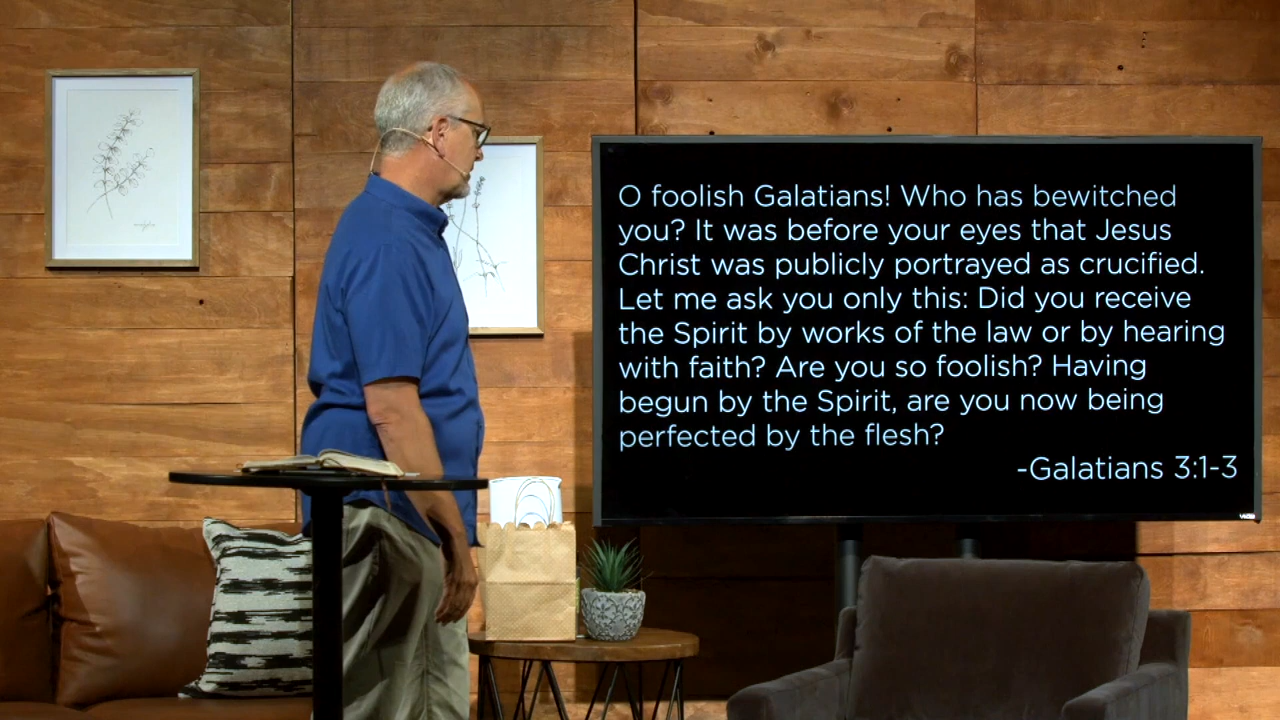 O foolish Galatians! Who has bewitched
you? It was before your eyes that Jesus
Christ was publicly portrayed as crucified.
Let me ask you only this: Did you receive
the Spirit by works of the law or by hearing
with faith? Are you so foolish? Having
begun by the Spirit, are you now being
perfected by the flesh?
-Galatians 3:1-3